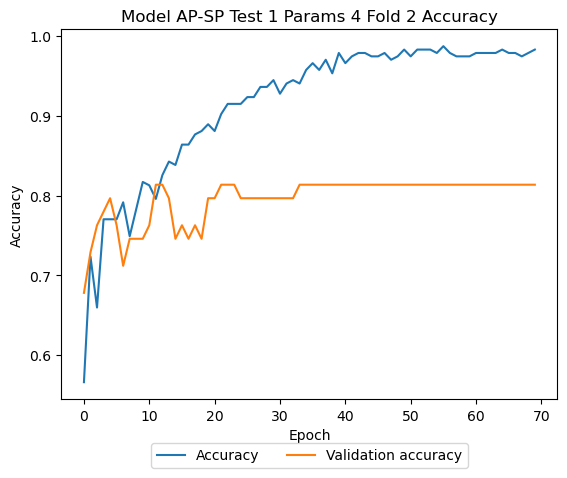 Model AP-SP Test 1 Params 4 Fold 2 Accuracy
1.0
0.9
0.8
0.7
0.6
Accuracy
0 10 20 30 40 50 60 70
Epoch
Accuracy Validation accuracy